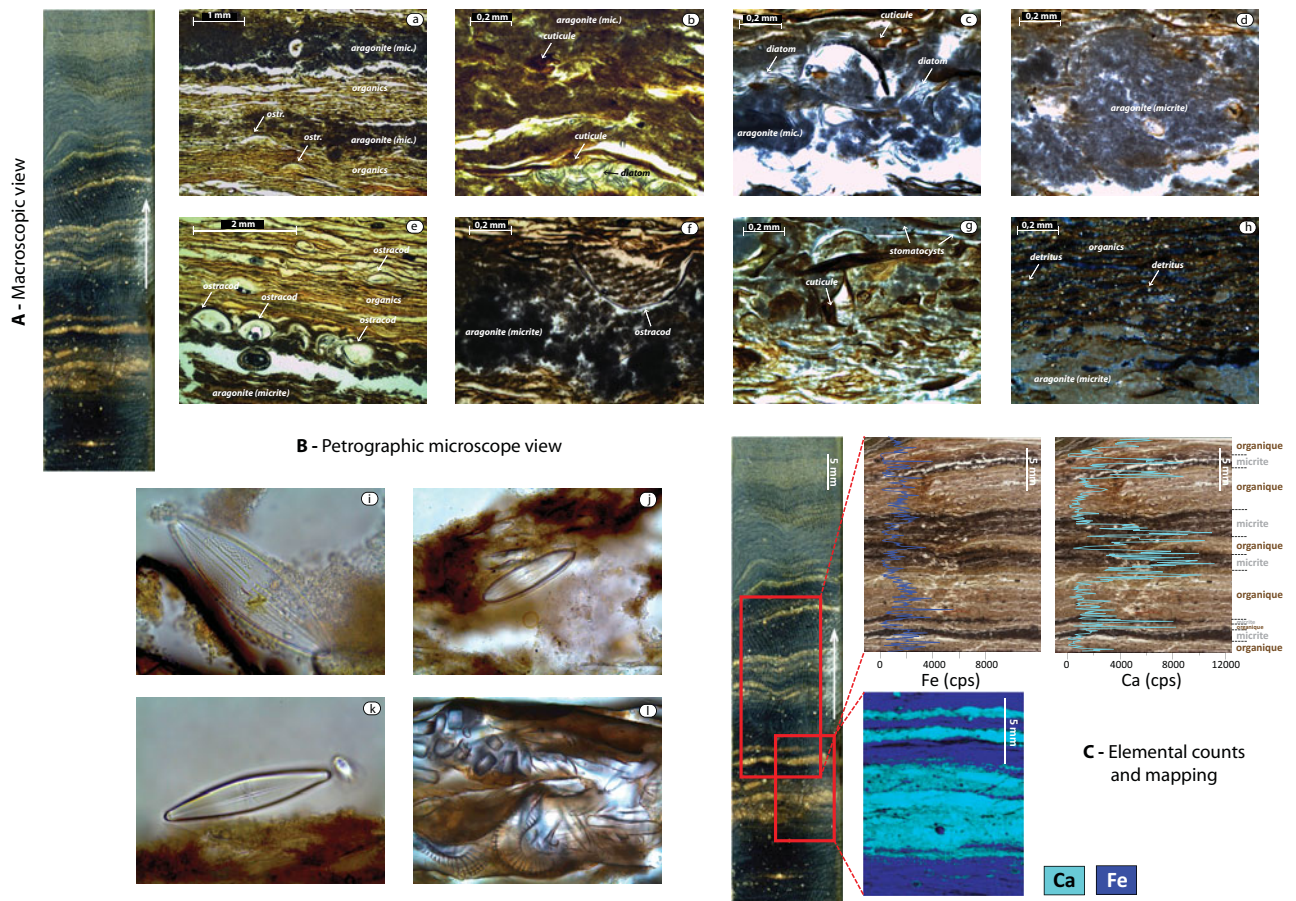 A - Macroscopic view
1 mm
a
aragonite (mic.)
organics
ostr.
aragonite (mic.)
ostr.
organics
0,2 mm
b
aragonite (mic.)
cuticule
cuticule
diatom
0,2 mm
c
cuticule
diatom
diatom
aragonite (mic.)
0,2 mm
d
aragonite (micrite)
2 mm
e
ostracod
ostracod
ostracod
organics
ostracod
aragonite (micrite)
0,2 mm
f
aragonite (micrite)
ostracod
0,2 mm
g
stomatocysts
cuticule
0,2 mm
h
organics
detritus
detritus
aragonite (micrite)
B - Petrographic microscope view
i
j
k
l
5 mm
5 mm
5 mm
organique
micrite
organique
micrite
organique
micrite
organique
micrite
organique
micrite
organique
0 4000 8000
Fe (cps)
0 4000 8000 12000
Ca (cps)
5 mm
C - Elemental counts
and mapping
Ca
Fe